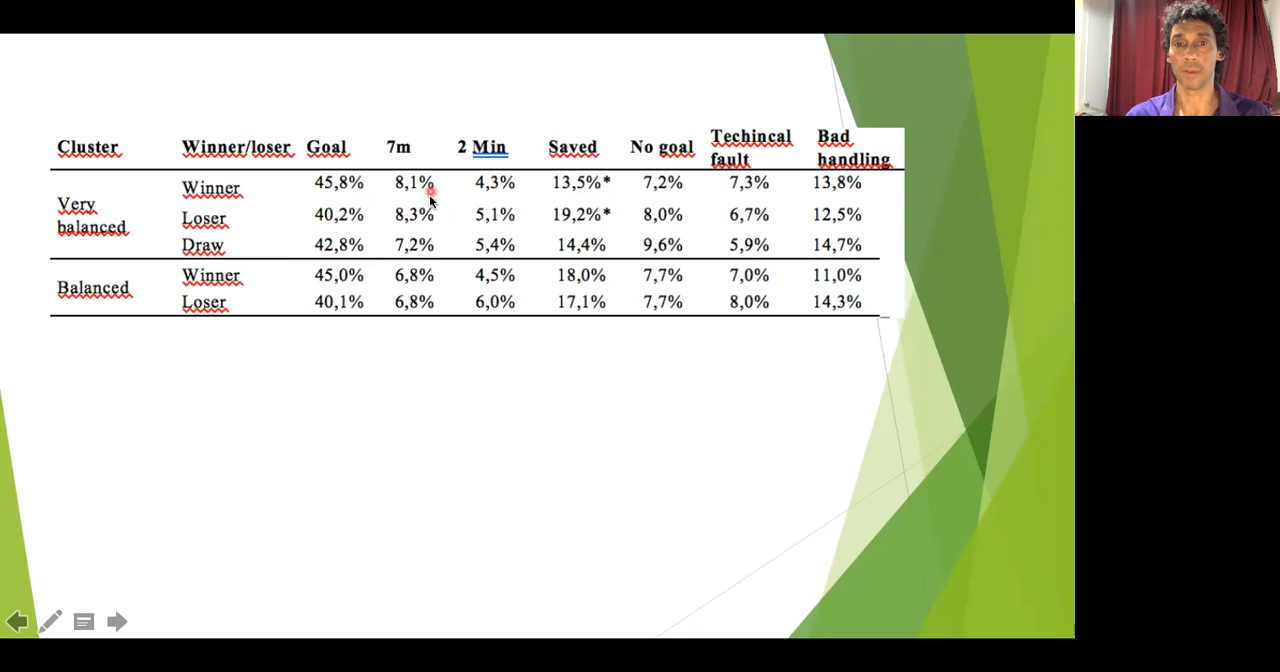 Cluster Winner/loser Goal 7m 2 Min Saved No goal Techincal fault Bad handling
Very balanced Winner 45,8% 8,1% 4,3% 13,5%* 7,2% 7,3% 13,8%
Loser 40,2% 8,3% 5,1% 19,2%* 8,0% 6,7% 12,5%
Draw 42,8% 7,2% 5,4% 14,4% 9,6% 5,9% 14,7%
Balanced Winner 45,0% 6,8% 4,5% 18,0% 7,7% 7,0% 11,0%
Loser 40,1% 6,8% 6,0% 17,1% 7,7% 8,0% 14,3%